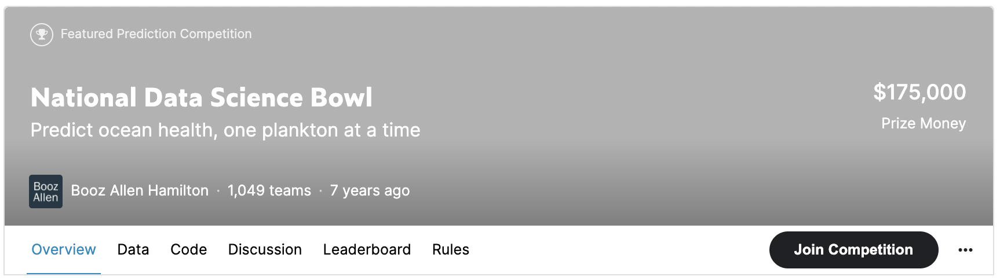 Featured Prediction Competition
National Data Science Bowl
Predict ocean health, one plankton at a time
$175,000
Prize Money
Booz
Allen
Booz Allen Hamilton · 1,049 teams · 7 years ago
Overview Data Code Discussion Leaderboard Rules Join Competition ···